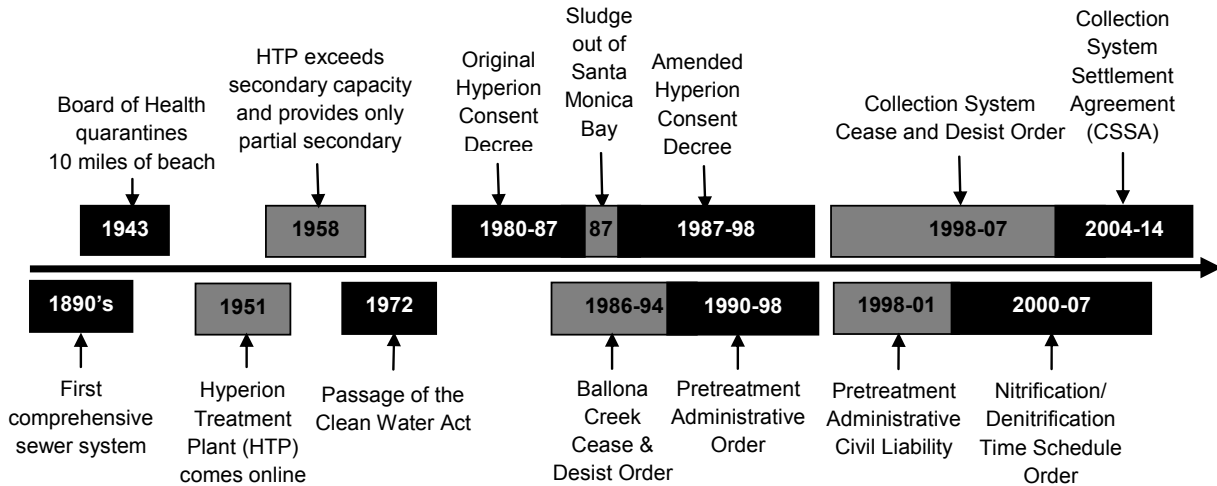 Board of Health
quarantines
10 miles of beach
HTP exceeds
secondary capacity
and provides only
partial secondary
Original
Hyperion
Consent
Decree
Sludge
out of
Santa
Monica
Bay
Amended
Hyperion
Consent
Decree
Collection System
Cease and Desist Order
Collection
System
Settlement
Agreement
(CSSA)
1943
1958
1980-87
87
1987-98
1998-07
2004-14
1890's
1951
1972
1986-94
1990-98
1998-01
2000-07
First
comprehensive
sewer system
Hyperion
Treatment
Plant (HTP)
comes online
Passage of the
Clean Water Act
Ballona
Creek
Cease &
Desist Order
Pretreatment
Administrative
Order
Pretreatment
Administrative
Civil Liability
Nitrification/
Denitrification
Time Schedule
Order